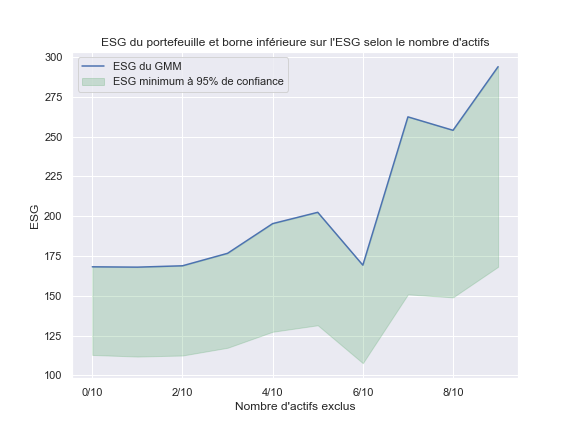 ESG du portefeuille et borne inférieure sur l'ESG selon le nombre d'actifs
300
ESG du GMM
ESG minimum à 95% de confiance
275
250
225
200
ESG
175
150
125
100
0/10 2/10 4/10 6/10 8/10
Nombre d'actifs exclus